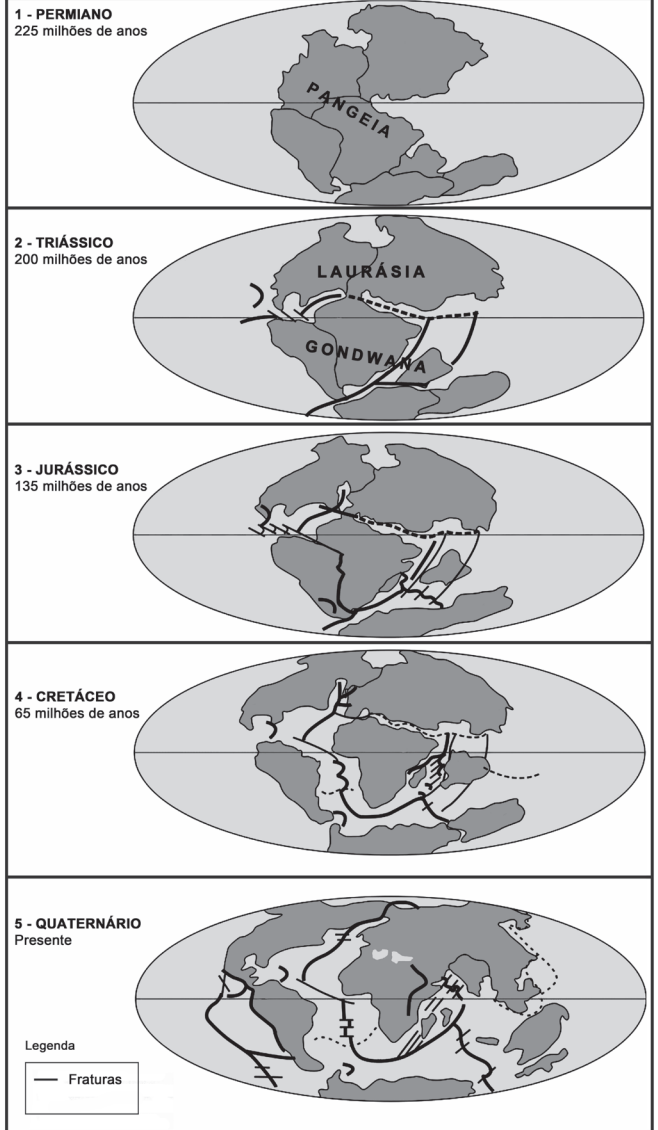 1 - PERMIANO
225 milhões de anos
PANGEIA
2 - TRIÁSSICO
200 milhões de anos
LAURÁSIA
GONDWANA
3 - JURÁSSICO
135 milhões de anos
4 - CRETÁCEO
65 milhões de anos
5 - QUATERNÁRIO
Presente
Legenda
Fraturas